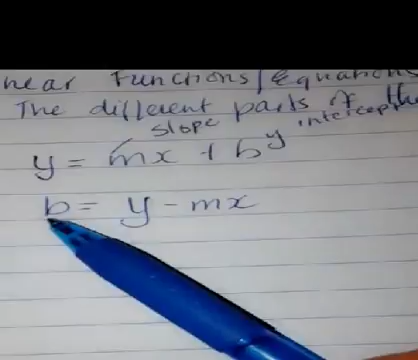 near Functions/Equations
The different parts of the
slope y intercept
y = mx + b
b = y - mx